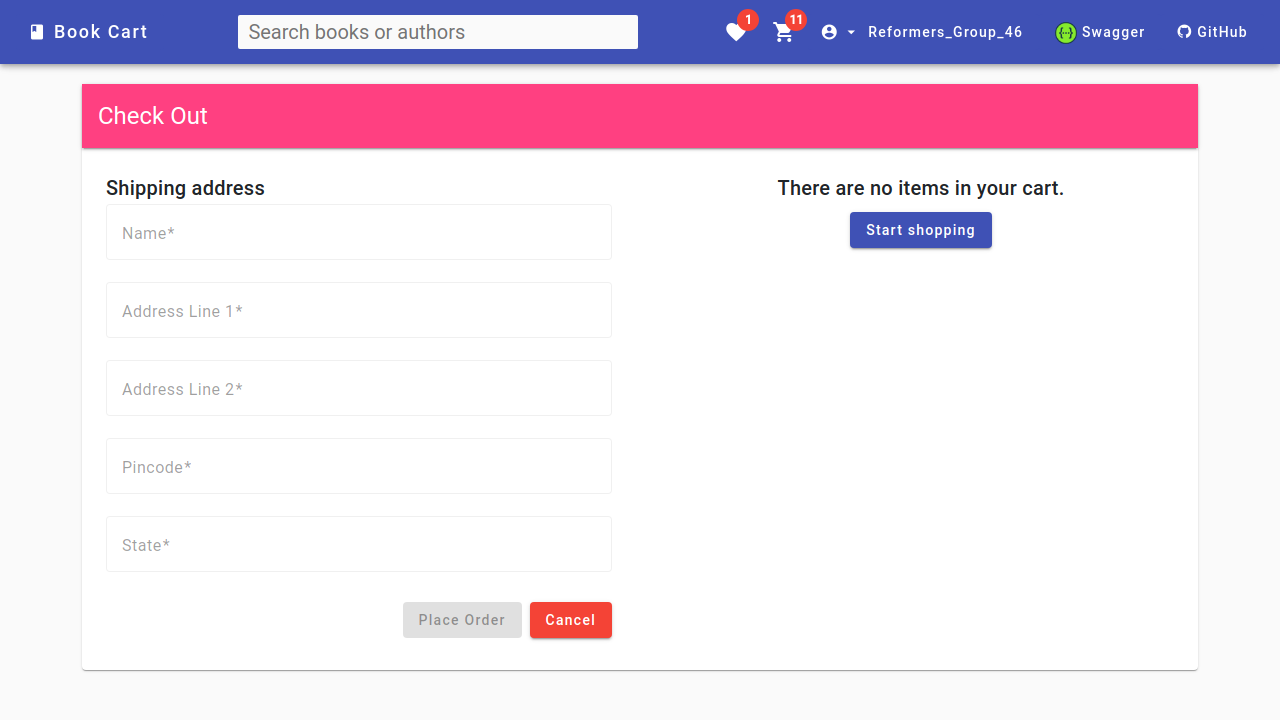 Book Cart
Search books or authors
1
11
Reformers_Group_46
Swagger
GitHub
Check Out
Shipping address
Name*
Address Line 1*
Address Line 2*
Pincode*
State*
Place Order
Cancel
There are no items in your cart.
Start shopping